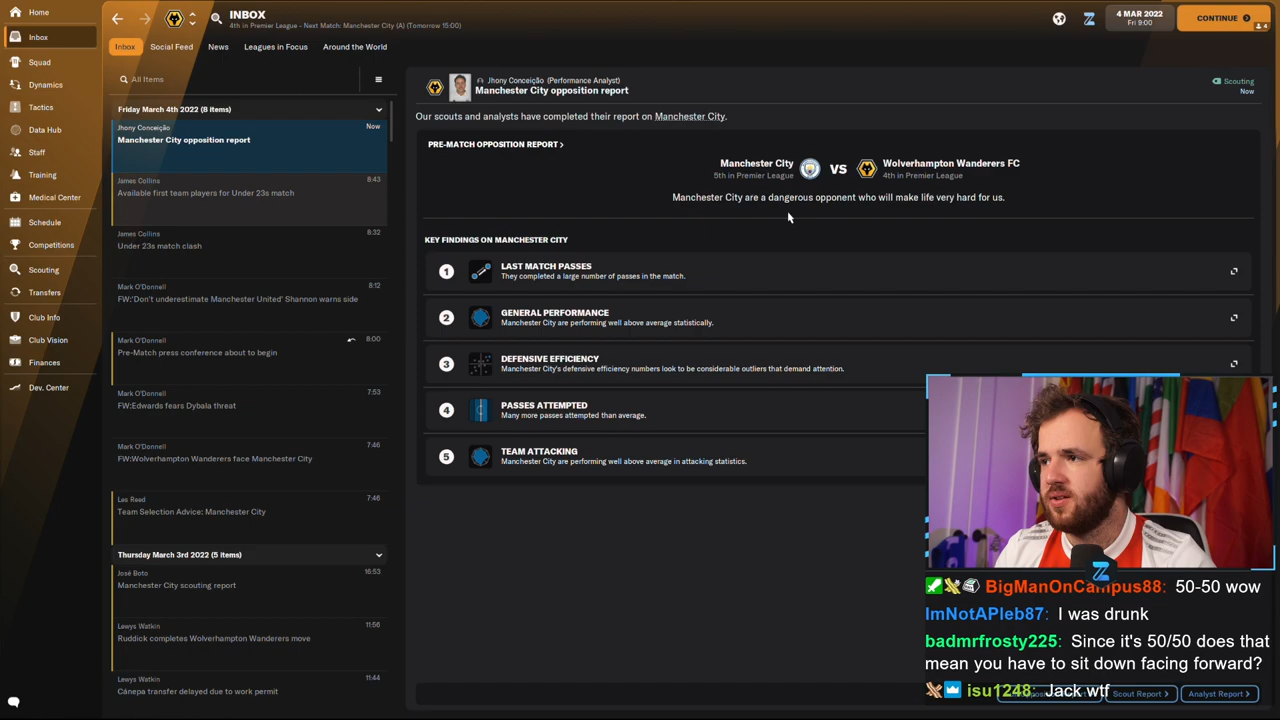 Home
Inbox
Squad
Dynamics
Tactics
Data Hub
Staff
Training
Medical Center
Schedule
Competitions
Scouting
Transfers
Club Info
Club Vision
Finances
Dev. Center
INBOX
4th in Premier League - Next Match: Manchester City (A) (Tomorrow 15:00)
4 MAR 2022
Fri 9:00
CONTINUE
4
Inbox
Social Feed
News
Leagues in Focus
Around the World
All Items
Friday March 4th 2022 (8 items)
Jhony Conceição Now
Manchester City opposition report
James Collins 8:43
Available first team players for Under 23s match
James Collins 8:32
Under 23s match clash
Mark O'Donnell 8:12
FW:'Don't underestimate Manchester United' Shannon warns side
Mark O'Donnell 8:00
Pre-Match press conference about to begin
Mark O'Donnell 7:53
FW:Edwards fears Dybala threat
Mark O'Donnell 7:46
FW:Wolverhampton Wanderers face Manchester City
Lee Reed 7:46
Team Selection Advice: Manchester City
Thursday March 3rd 2022 (5 items)
José Boto 16:53
Manchester City scouting report
Lewys Watkin 11:56
Ruddick completes Wolverhampton Wanderers move
Lewys Watkin 11:44
Cánepa transfer delayed due to work permit
Jhony Conceição (Performance Analyst)
Manchester City opposition report
Scouting
Now
Our scouts and analysts have completed their report on Manchester City.
PRE-MATCH OPPOSITION REPORT >
Manchester City
5th in Premier League
VS
Wolverhampton Wanderers FC
4th in Premier League
Manchester City are a dangerous opponent who will make life very hard for us.
KEY FINDINGS ON MANCHESTER CITY
1
LAST MATCH PASSES
They completed a large number of passes in the match.
2
GENERAL PERFORMANCE
Manchester City are performing well above average statistically.
3
DEFENSIVE EFFICIENCY
Manchester City's defensive efficiency numbers look to be considerable outliers that demand attention.
4
PASSES ATTEMPTED
Many more passes attempted than average.
5
TEAM ATTACKING
Manchester City are performing well above average in attacking statistics.
BigManOnCampus88: 50-50 wow
ImNotAPleb87: I was drunk
badmrfrosty225: Since it's 50/50 does that
mean you have to sit down facing forward?
isu1248: Jack wtf
Scout Report >
Analyst Report >